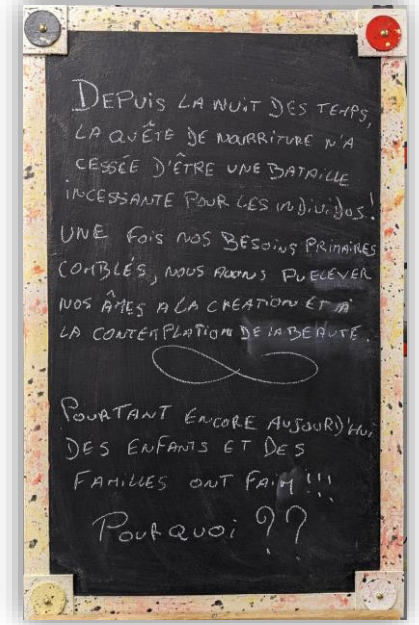 DEPUIS LA NUIT DES TEMPS,
LA QUÊTE DE NOURRITURE N'A
CESSÉE D'ÊTRE UNE BATAILLE
INCESSANTE POUR LES INDIVIDUS!
UNE FOIS NOS BESOINS PRIMAIRES
COMBLÉS, NOUS AVONS PU ELEVER
NOS ÂMES A LA CREATION ET À
LA CONTEMPLATION DE LA BEAUTÉ.
POURTANT ENCORE AUJOURD'HUI
DES ENFANTS ET DES
FAMILLES ONT FAIM !!!
POURQUOI ??